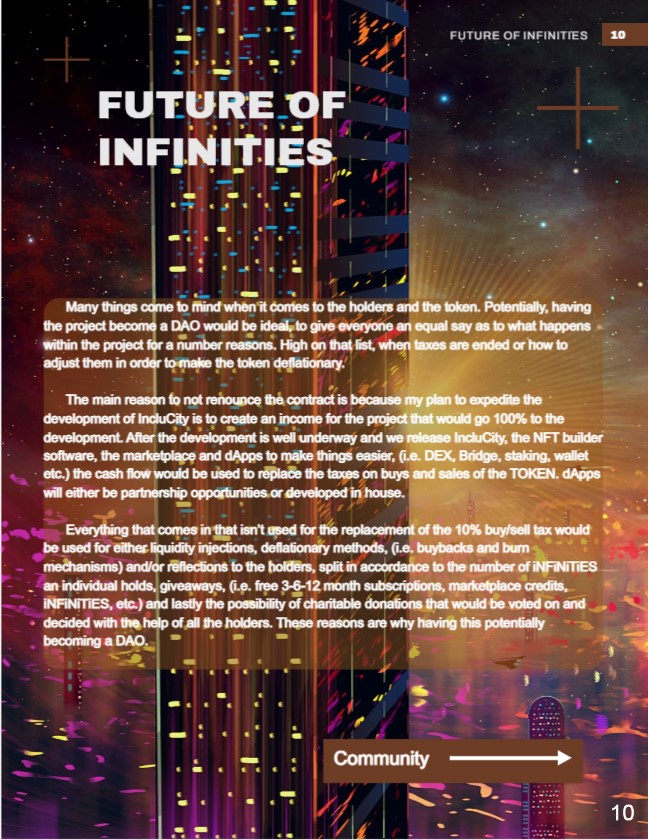 FUTURE OF INFINITIES 10
FUTURE OF
INFINITIES
Many things come to mind when it comes to the holders and the token. Potentially, having
the project become a DAO would be ideal, to give everyone an equal say as to what happens
within the project for a number reasons. High on that list, when taxes are ended or how to
adjust them in order to make the token deflationary.
The main reason to not renounce the contract is because my plan to expedite the
development of IncluCity is to create an income for the project that would go 100% to the
development. After the development is well underway and we release IncluCity, the NFT builder
software, the marketplace and dApps to make things easier, (i.e. DEX, Bridge, staking, wallet
etc.) the cash flow would be used to replace the taxes on buys and sales of the TOKEN. dApps
will either be partnership opportunities or developed in house.
Everything that comes in that isn't used for the replacement of the 10% buy/sell tax would
be used for either liquidity injections, deflationary methods, (i.e. buybacks and burn
mechanisms) and/or reflections to the holders, split in accordance to the number of iNFiNiTiES
an individual holds, giveaways, (i.e. free 3-6-12 month subscriptions, marketplace credits,
iNFiNiTiES, etc.) and lastly the possibility of charitable donations that would be voted on and
decided with the help of all the holders. These reasons are why having this potentially
becoming a DAO.
Community
10